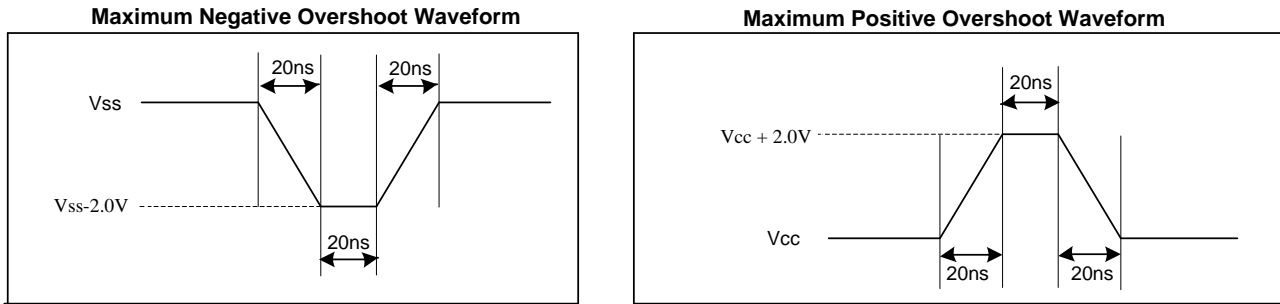 Maximum Negative Overshoot Waveform
20ns
20ns
Vss
Vss-2.0V
20ns
Maximum Positive Overshoot Waveform
20ns
Vcc + 2.0V
Vcc
20ns
20ns